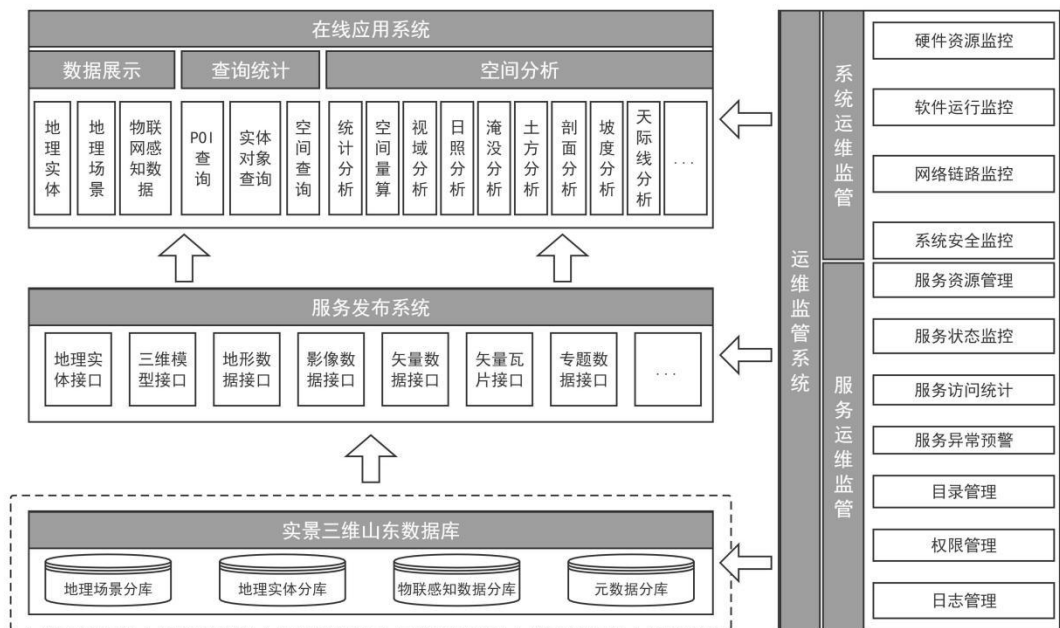 在线应用系统
数据展示
查询统计
空间分析
地理实体
地理场景
物联
网感
知数
据
POI
查询
实体
对象
查询
空间查询
统计分析
空间量算
视域分析
日照分析
淹没分析
土方分析
剖面分析
坡度分析
天际线分析
...
服务发布系统
地理实
体接口
三维模
型接口
地形数
据接口
影像数
据接口
矢量数
据接口
矢量瓦
片接口
专题数
据接口
...
实景三维山东数据库
地理场景分库
地理实体分库
物联感知数据分库
元数据分库
运维监管系统
系统运维监管
硬件资源监控
软件运行监控
网络链路监控
系统安全监控
服务运维监管
服务资源管理
服务状态监控
服务访问统计
服务异常预警
目录管理
权限管理
日志管理